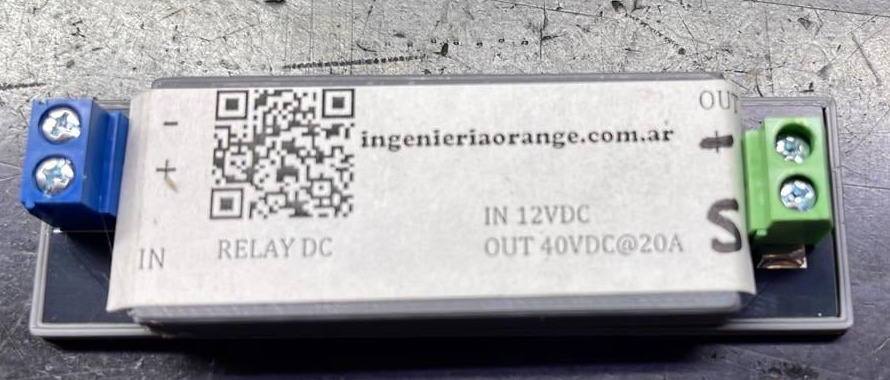 OUT
-
ingenieriaorange.com.ar
+
+
IN 12VDC
S
IN
RELAY DC
OUT 40VDC@20A